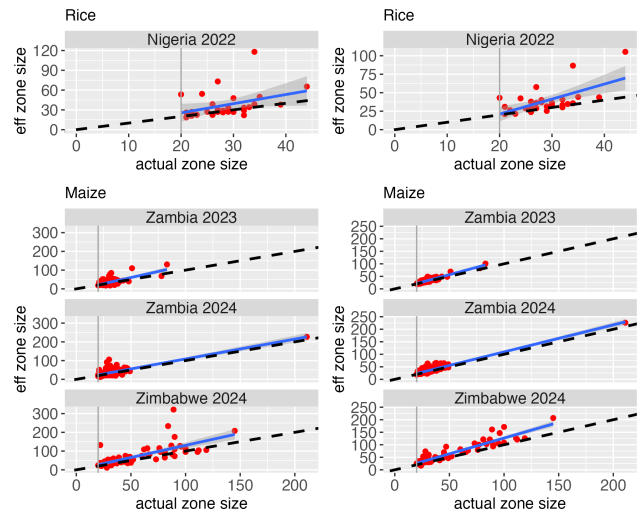 Rice
Nigeria 2022
120
90
60
30
0
eff zone size
0 10 20 30 40
actual zone size
Rice
Nigeria 2022
100
75
50
25
0
eff zone size
0 10 20 30 40
actual zone size
Maize
Zambia 2023
300
200
100
0
Zambia 2024
300
200
100
0
Zimbabwe 2024
300
200
100
0
eff zone size
0 50 100 150 200
actual zone size
Maize
Zambia 2023
250
200
150
100
50
0
Zambia 2024
250
200
150
100
50
0
Zimbabwe 2024
250
200
150
100
50
0
eff zone size
0 50 100 150 200
actual zone size